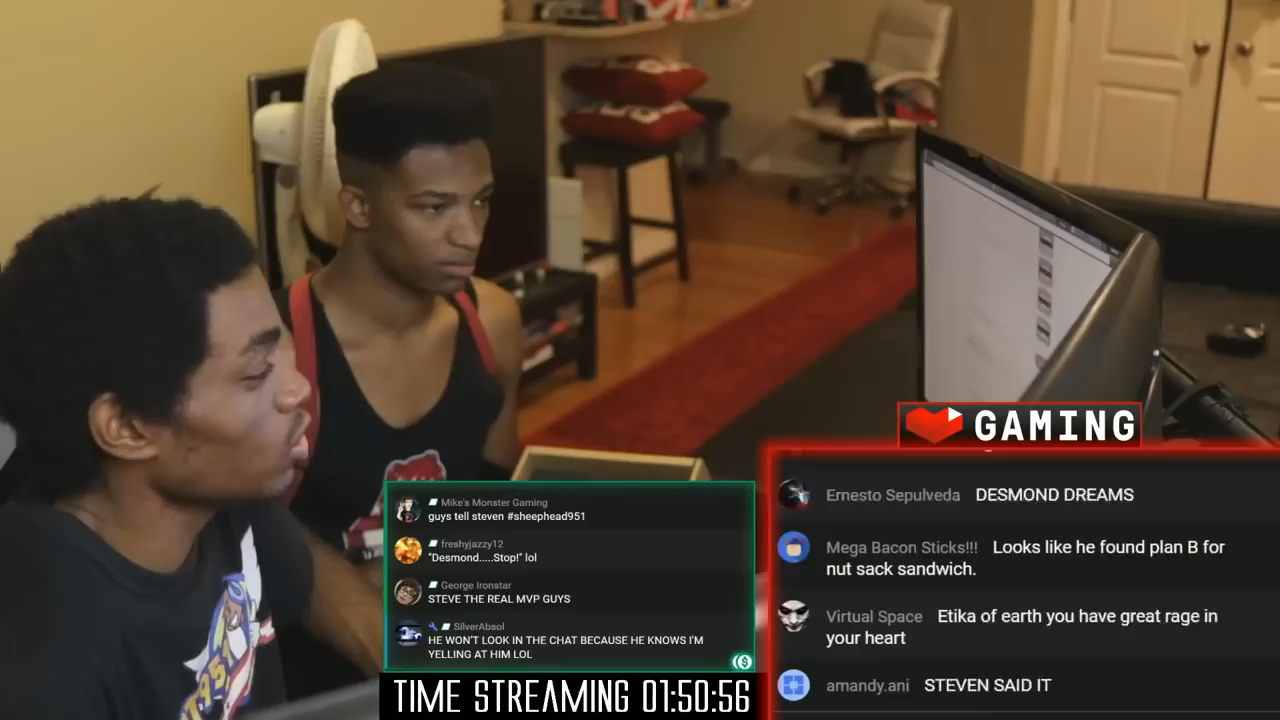 GAMING
Ernesto Sepulveda DESMOND DREAMS
Mega Bacon Sticks!!! Looks like he found plan B for
nut sack sandwich.
Virtual Space Etika of earth you have great rage in
your heart
amandy.ani STEVEN SAID IT
Mike's Monster Gaming
guys tell steven #sheephead951
freshyjazzy12
"Desmond.....Stop!" lol
George Ironstar
STEVE THE REAL MVP GUYS
SilverAbsol
HE WON'T LOOK IN THE CHAT BECAUSE HE KNOWS I'M
YELLING AT HIM LOL
TIME STREAMING 01:50:56